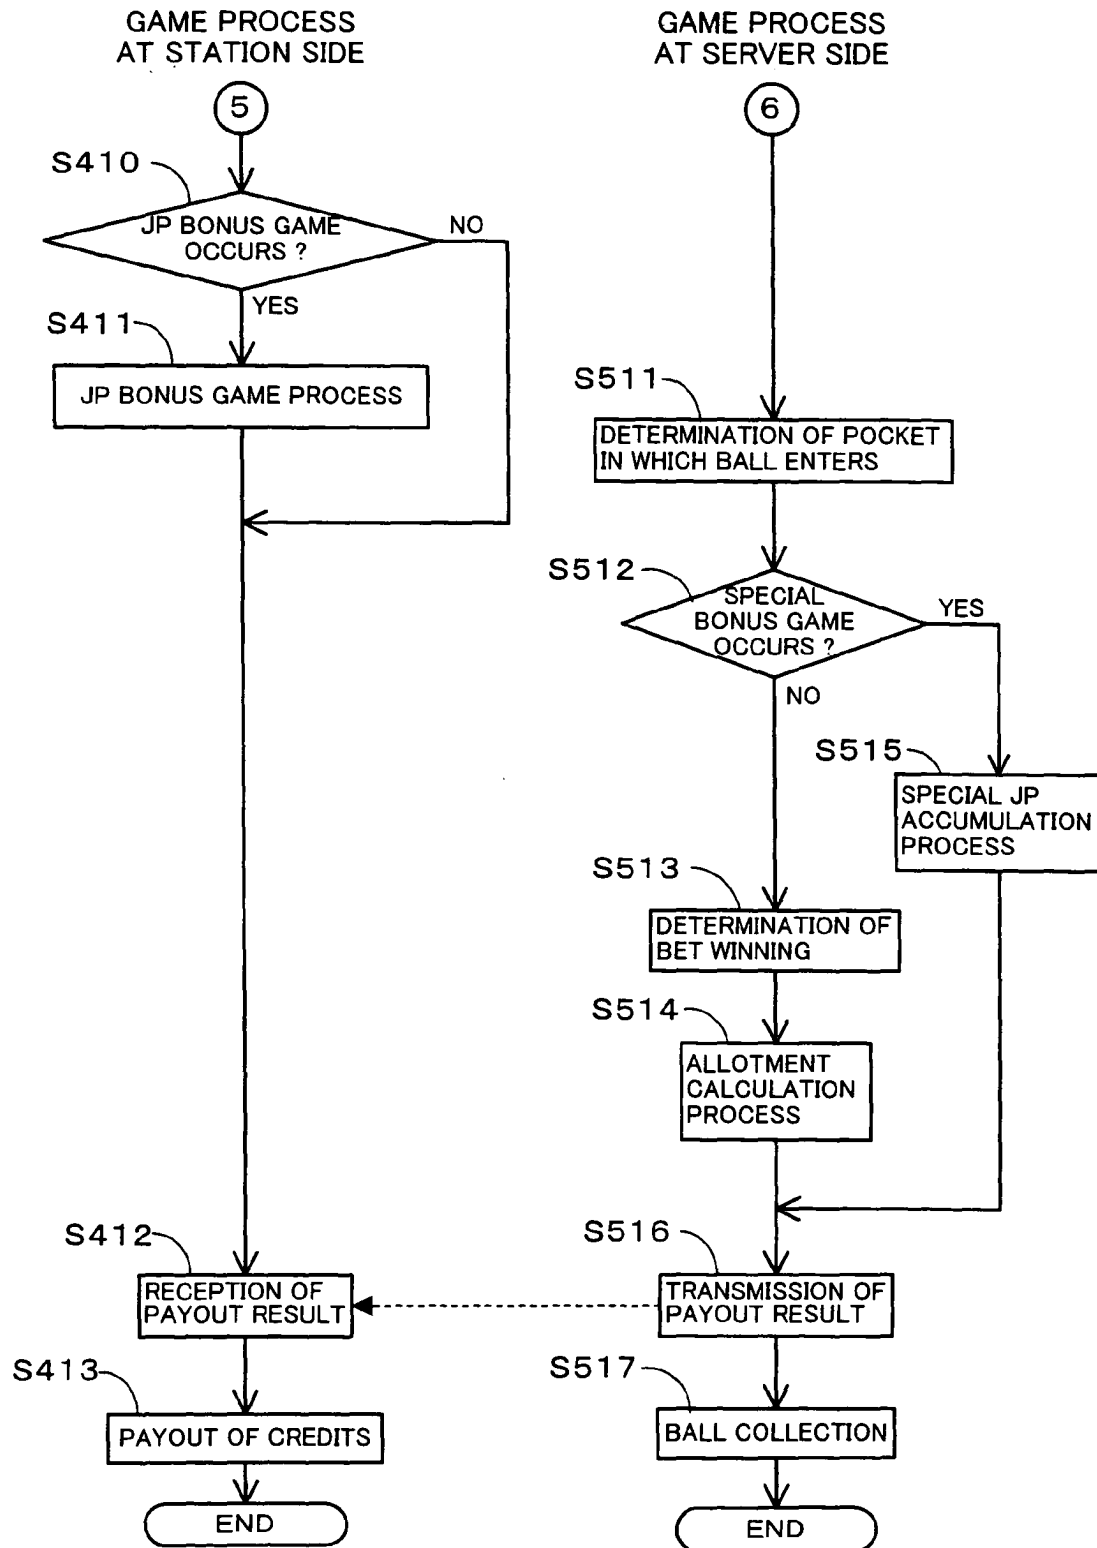 GAME PROCESS
AT STATION SIDE
5
S410
JP BONUS GAME
OCCURS ?
NO
YES
S411
JP BONUS GAME PROCESS
S412
RECEPTION OF
PAYOUT RESULT
S413
PAYOUT OF CREDITS
END
GAME PROCESS
AT SERVER SIDE
6
S511
DETERMINATION OF POCKET
IN WHICH BALL ENTERS
S512
SPECIAL
BONUS GAME
OCCURS ?
YES
NO
S515
SPECIAL JP
ACCUMULATION
PROCESS
S513
DETERMINATION OF
BET WINNING
S514
ALLOTMENT
CALCULATION
PROCESS
S516
TRANSMISSION OF
PAYOUT RESULT
S517
BALL COLLECTION
END